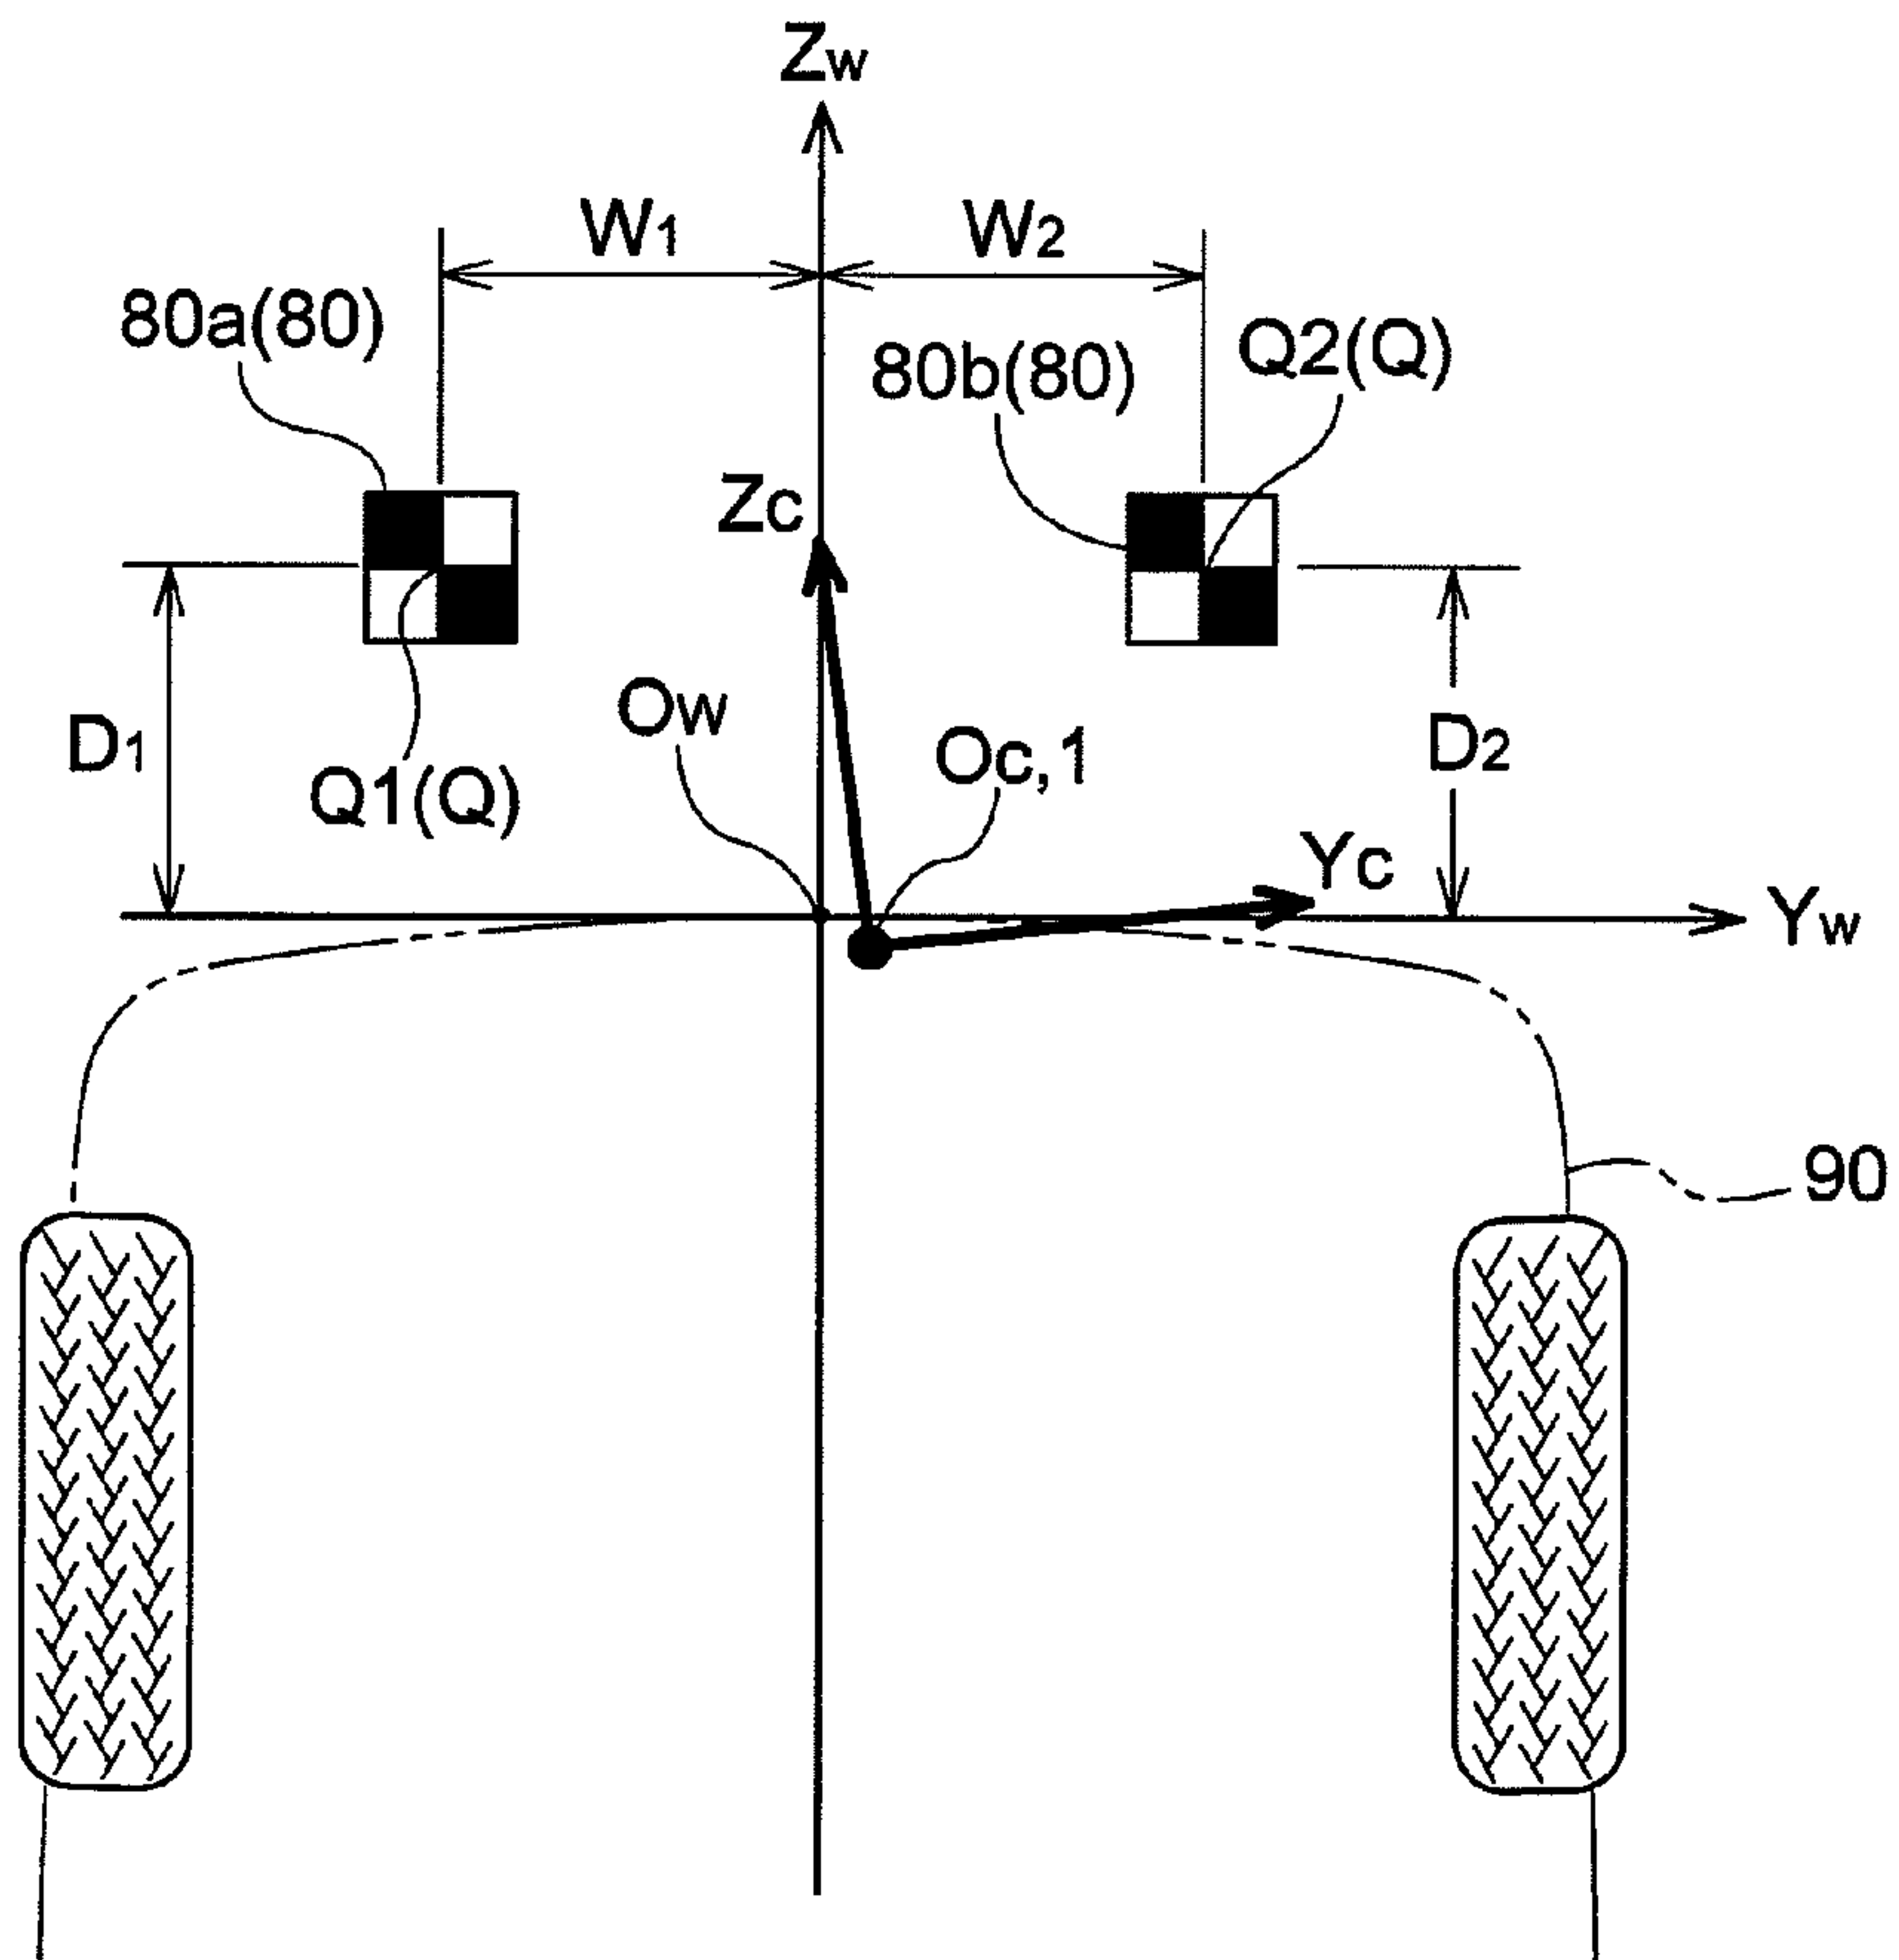 Zw
W1
W2
80a(80)
80b(80)
Q2(Q)
Zc
Ow
D1
Oc,1
D2
Q1(Q)
Yc
Yw
90